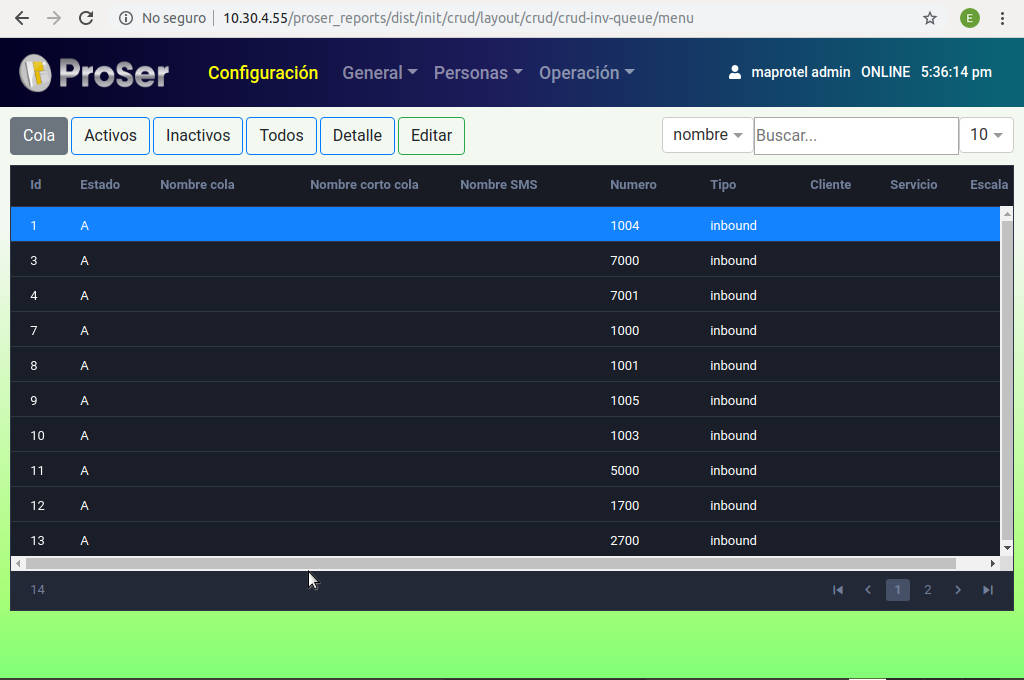 No seguro 10.30.4.55/proser_reports/dist/init/crud/layout/crud/crud-inv-queue/menu E
ProSer Configuración General Personas Operación maprotel admin ONLINE 5:36:14 pm
Cola Activos Inactivos Todos Detalle Editar nombre Buscar... 10
Id Estado Nombre cola Nombre corto cola Nombre SMS Numero Tipo Cliente Servicio Escala
1 A 1004 inbound
3 A 7000 inbound
4 A 7001 inbound
7 A 1000 inbound
8 A 1001 inbound
9 A 1005 inbound
10 A 1003 inbound
11 A 5000 inbound
12 A 1700 inbound
13 A 2700 inbound
14 1 2